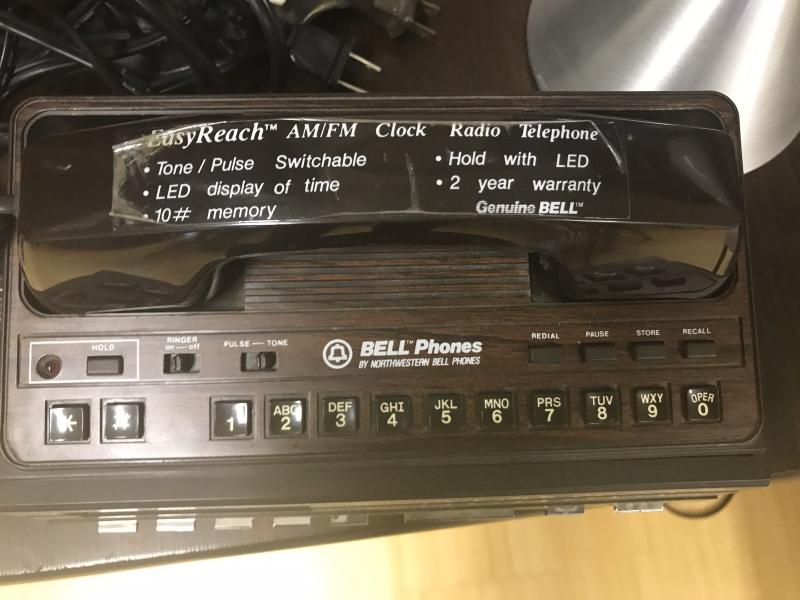 EasyReach™ AM/FM Clock Radio Telephone
• Tone / Pulse Switchable
• LED display of time
• 10# memory
• Hold with LED
• 2 year warranty
Genuine BELL™
HOLD
RINGER
on — off
PULSE — TONE
BELL™ Phones
BY NORTHWESTERN BELL PHONES
REDIAL PAUSE STORE RECALL
* # 1 ABC 2 DEF 3 GHI 4 JKL 5 MNO 6 PRS 7 TUV 8 WXY 9 OPER 0